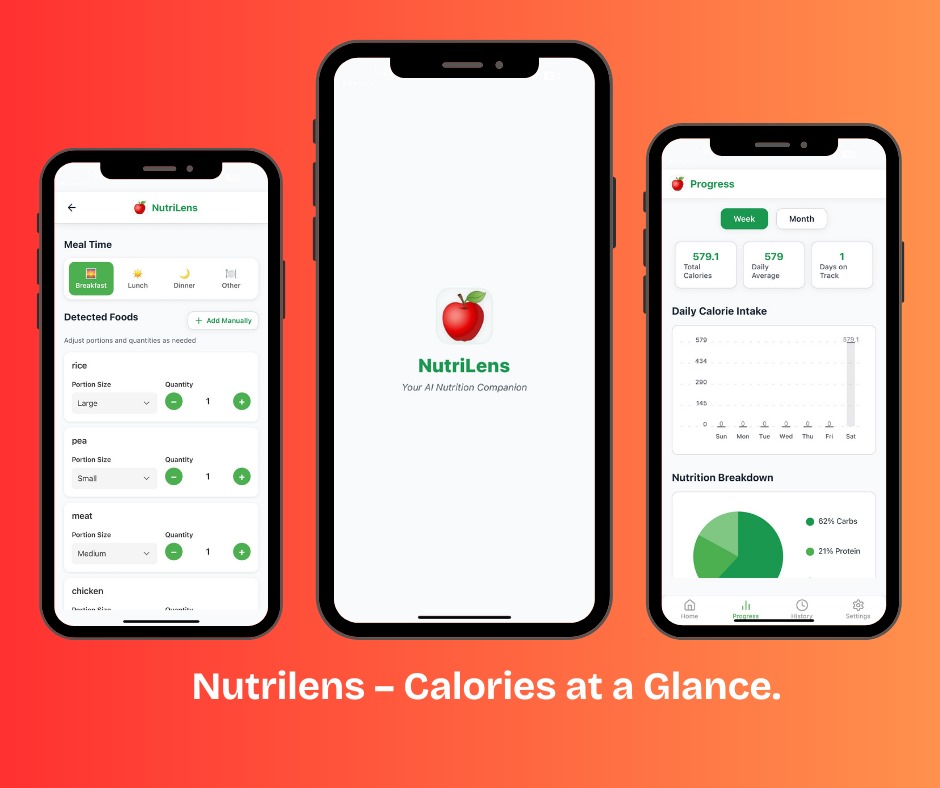 NutriLens
Meal Time
Breakfast
Lunch
Dinner
Other
Detected Foods
+ Add Manually
Adjust portions and quantities as needed
rice
Portion Size
Quantity
Large
−
1
+
pea
Portion Size
Quantity
Small
−
1
+
meat
Portion Size
Quantity
Medium
−
1
+
chicken
Portion Size
Quantity
NutriLens
Your AI Nutrition Companion
Progress
Week
Month
579.1
Total
Calories
579
Daily
Average
1
Days on
Track
Daily Calorie Intake
579
434
290
145
0
0
0
0
0
0
0
579.1
Sun
Mon
Tue
Wed
Thu
Fri
Sat
Nutrition Breakdown
62% Carbs
21% Protein
Home
Progress
History
Settings
Nutrilens – Calories at a Glance.